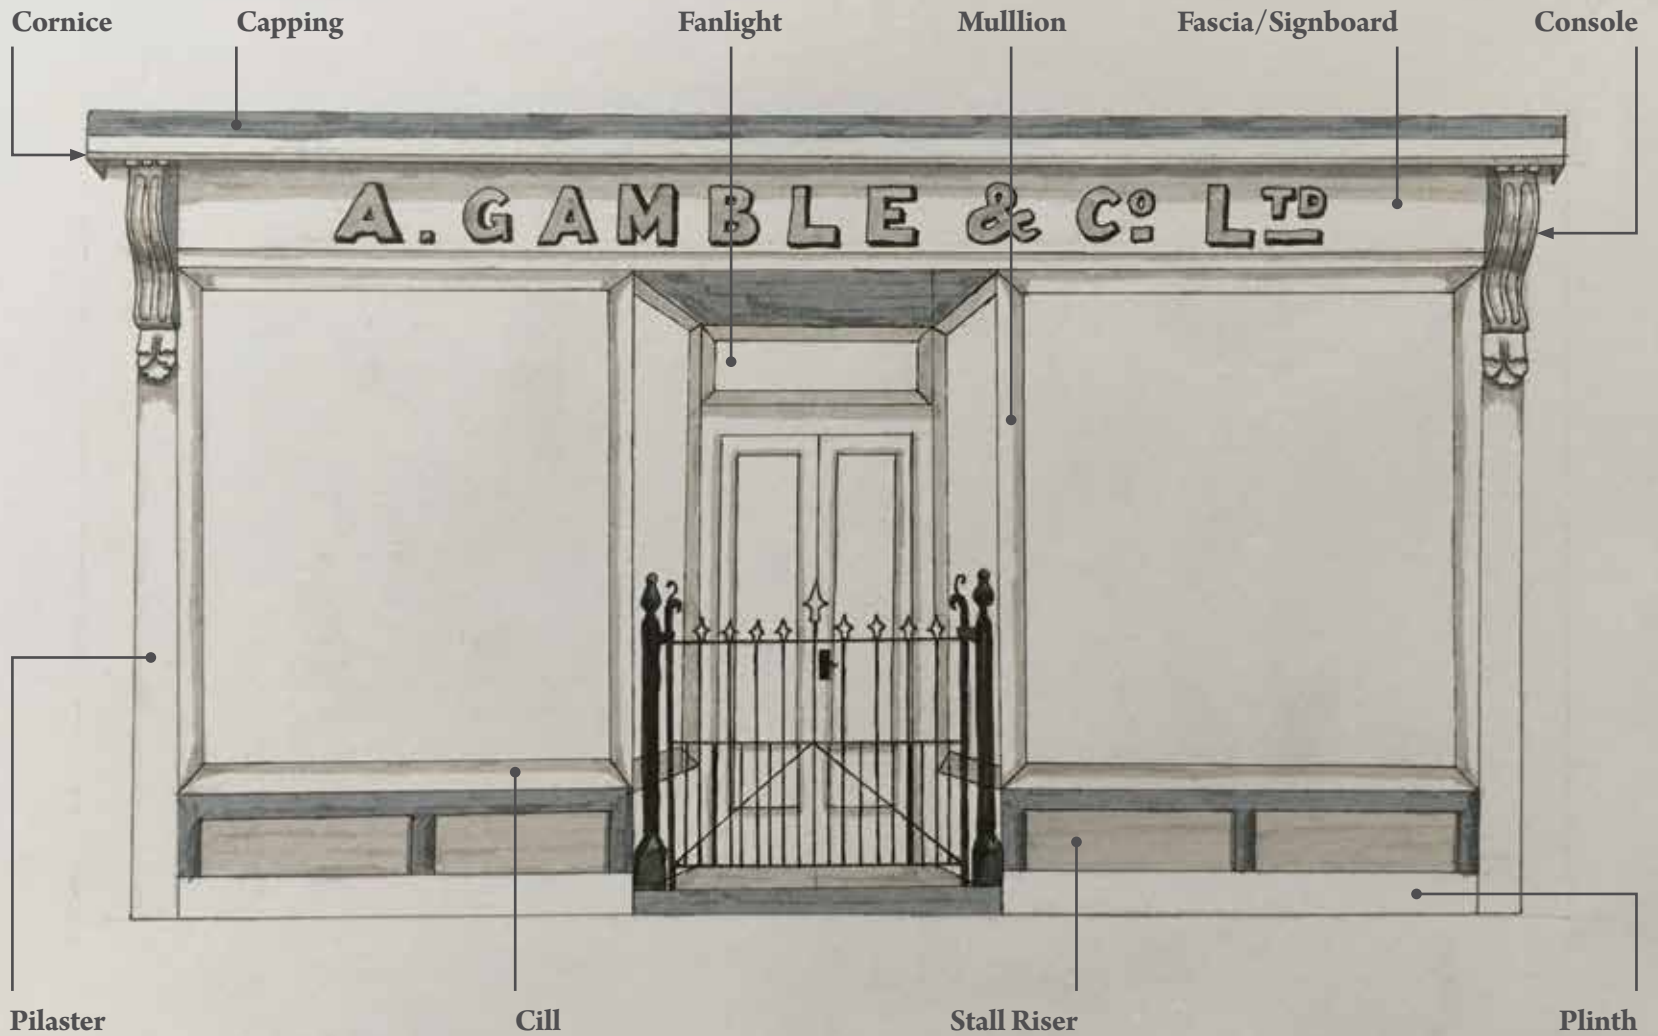 Cornice
Capping
Fanlight
Mulllion
Fascia/Signboard
Console
A. GAMBLE & Co LTD
Pilaster
Cill
Stall Riser
Plinth